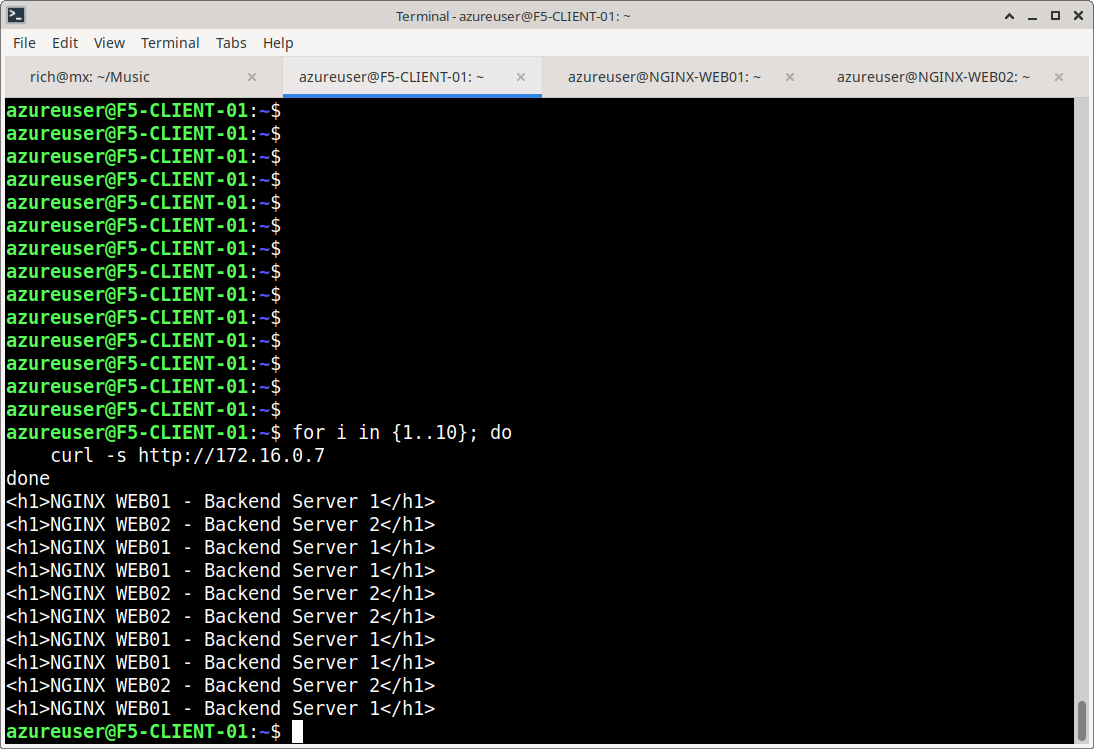 Terminal - azureuser@F5-CLIENT-01: ~
File Edit View Terminal Tabs Help
rich@mx: ~/Music azureuser@F5-CLIENT-01: ~ azureuser@NGINX-WEB01: ~ azureuser@NGINX-WEB02: ~
azureuser@F5-CLIENT-01:~$
azureuser@F5-CLIENT-01:~$
azureuser@F5-CLIENT-01:~$
azureuser@F5-CLIENT-01:~$
azureuser@F5-CLIENT-01:~$
azureuser@F5-CLIENT-01:~$
azureuser@F5-CLIENT-01:~$
azureuser@F5-CLIENT-01:~$
azureuser@F5-CLIENT-01:~$
azureuser@F5-CLIENT-01:~$
azureuser@F5-CLIENT-01:~$
azureuser@F5-CLIENT-01:~$
azureuser@F5-CLIENT-01:~$
azureuser@F5-CLIENT-01:~$
azureuser@F5-CLIENT-01:~$ for i in {1..10}; do
    curl -s http://172.16.0.7
done
<h1>NGINX WEB01 - Backend Server 1</h1>
<h1>NGINX WEB02 - Backend Server 2</h1>
<h1>NGINX WEB01 - Backend Server 1</h1>
<h1>NGINX WEB01 - Backend Server 1</h1>
<h1>NGINX WEB02 - Backend Server 2</h1>
<h1>NGINX WEB02 - Backend Server 2</h1>
<h1>NGINX WEB01 - Backend Server 1</h1>
<h1>NGINX WEB01 - Backend Server 1</h1>
<h1>NGINX WEB02 - Backend Server 2</h1>
<h1>NGINX WEB01 - Backend Server 1</h1>
azureuser@F5-CLIENT-01:~$